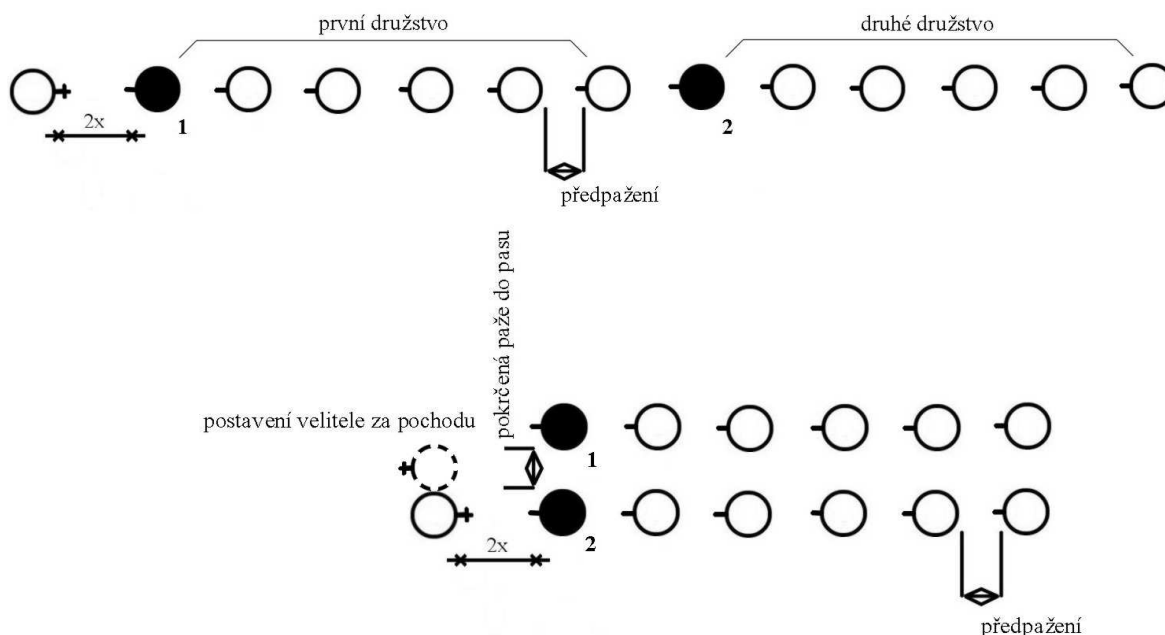 první družstvo
druhé družstvo
2x
1
2
předpažení
pokrčená paže do pasu
postavení velitele za pochodu
1
2
2x
předpažení